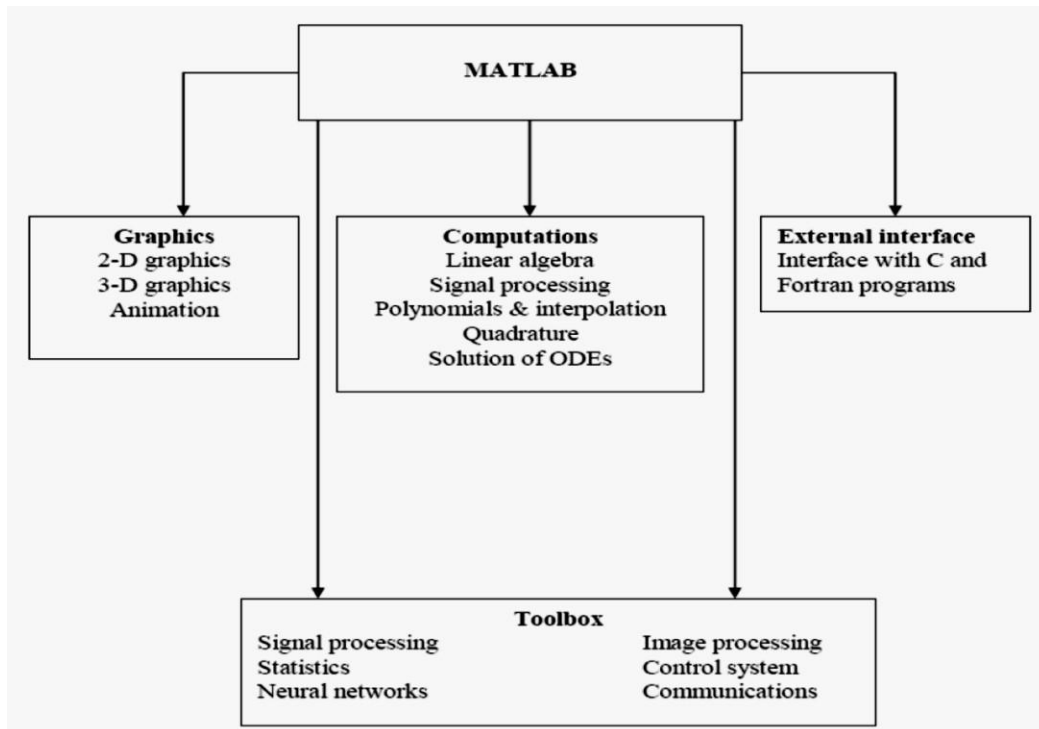 MATLAB
Graphics
2-D graphics
3-D graphics
Animation
Computations
Linear algebra
Signal processing
Polynomials & interpolation
Quadrature
Solution of ODEs
External interface
Interface with C and
Fortran programs
Toolbox
Signal processing
Statistics
Neural networks
Image processing
Control system
Communications